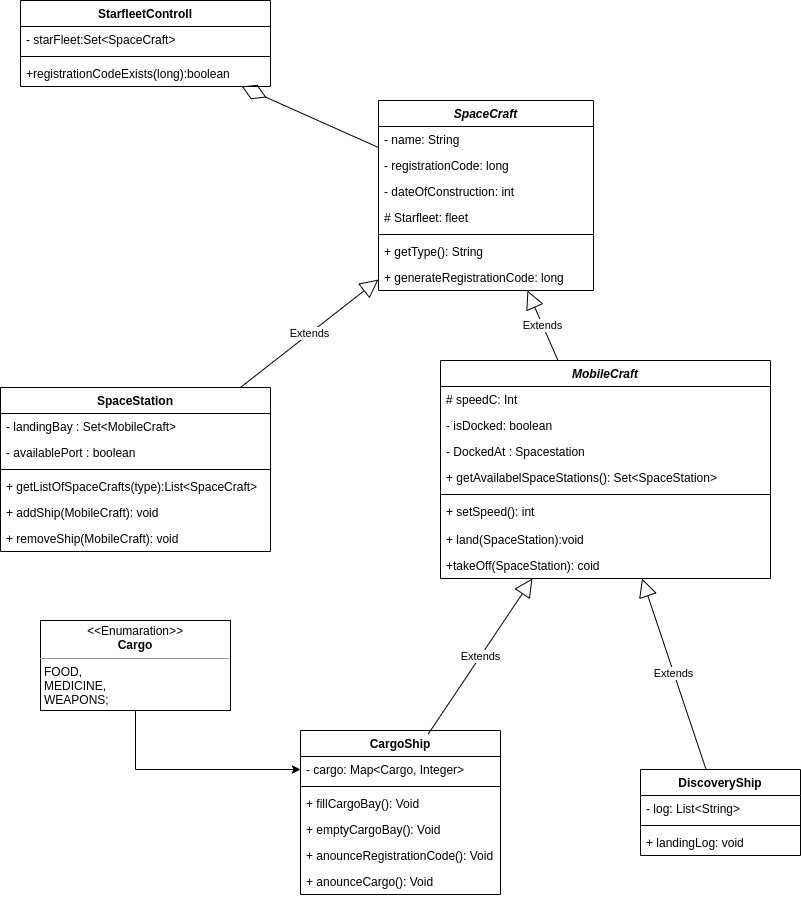 StarfleetControll
- starFleet:Set<SpaceCraft>
+registrationCodeExists(long):boolean
SpaceCraft
- name: String
- registrationCode: long
- dateOfConstruction: int
# Starfleet: fleet
+ getType(): String
+ generateRegistrationCode: long
Extends
Extends
SpaceStation
- landingBay : Set<MobileCraft>
- availablePort : boolean
+ getListOfSpaceCrafts(type):List<SpaceCraft>
+ addShip(MobileCraft): void
+ removeShip(MobileCraft): void
MobileCraft
# speedC: Int
- isDocked: boolean
- DockedAt : Spacestation
+ getAvailabelSpaceStations(): Set<SpaceStation>
+ setSpeed(): int
+ land(SpaceStation):void
+takeOff(SpaceStation): coid
<<Enumaration>>
Cargo
FOOD,
MEDICINE,
WEAPONS;
Extends
Extends
CargoShip
- cargo: Map<Cargo, Integer>
+ fillCargoBay(): Void
+ emptyCargoBay(): Void
+ anounceRegistrationCode(): Void
+ anounceCargo(): Void
DiscoveryShip
- log: List<String>
+ landingLog: void